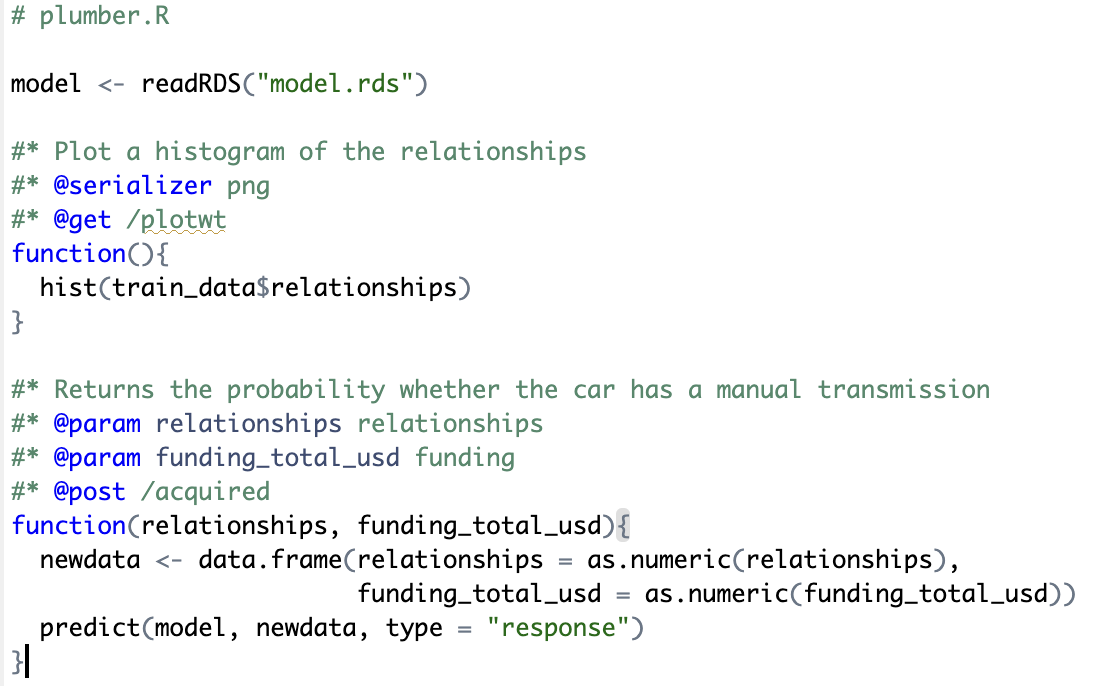 # plumber.R
model <- readRDS("model.rds")
#* Plot a histogram of the relationships
#* @serializer png
#* @get /plotwt
function(){
  hist(train_data$relationships)
}
#* Returns the probability whether the car has a manual transmission
#* @param relationships relationships
#* @param funding_total_usd funding
#* @post /acquired
function(relationships, funding_total_usd){
  newdata <- data.frame(relationships = as.numeric(relationships),
                        funding_total_usd = as.numeric(funding_total_usd))
  predict(model, newdata, type = "response")
}